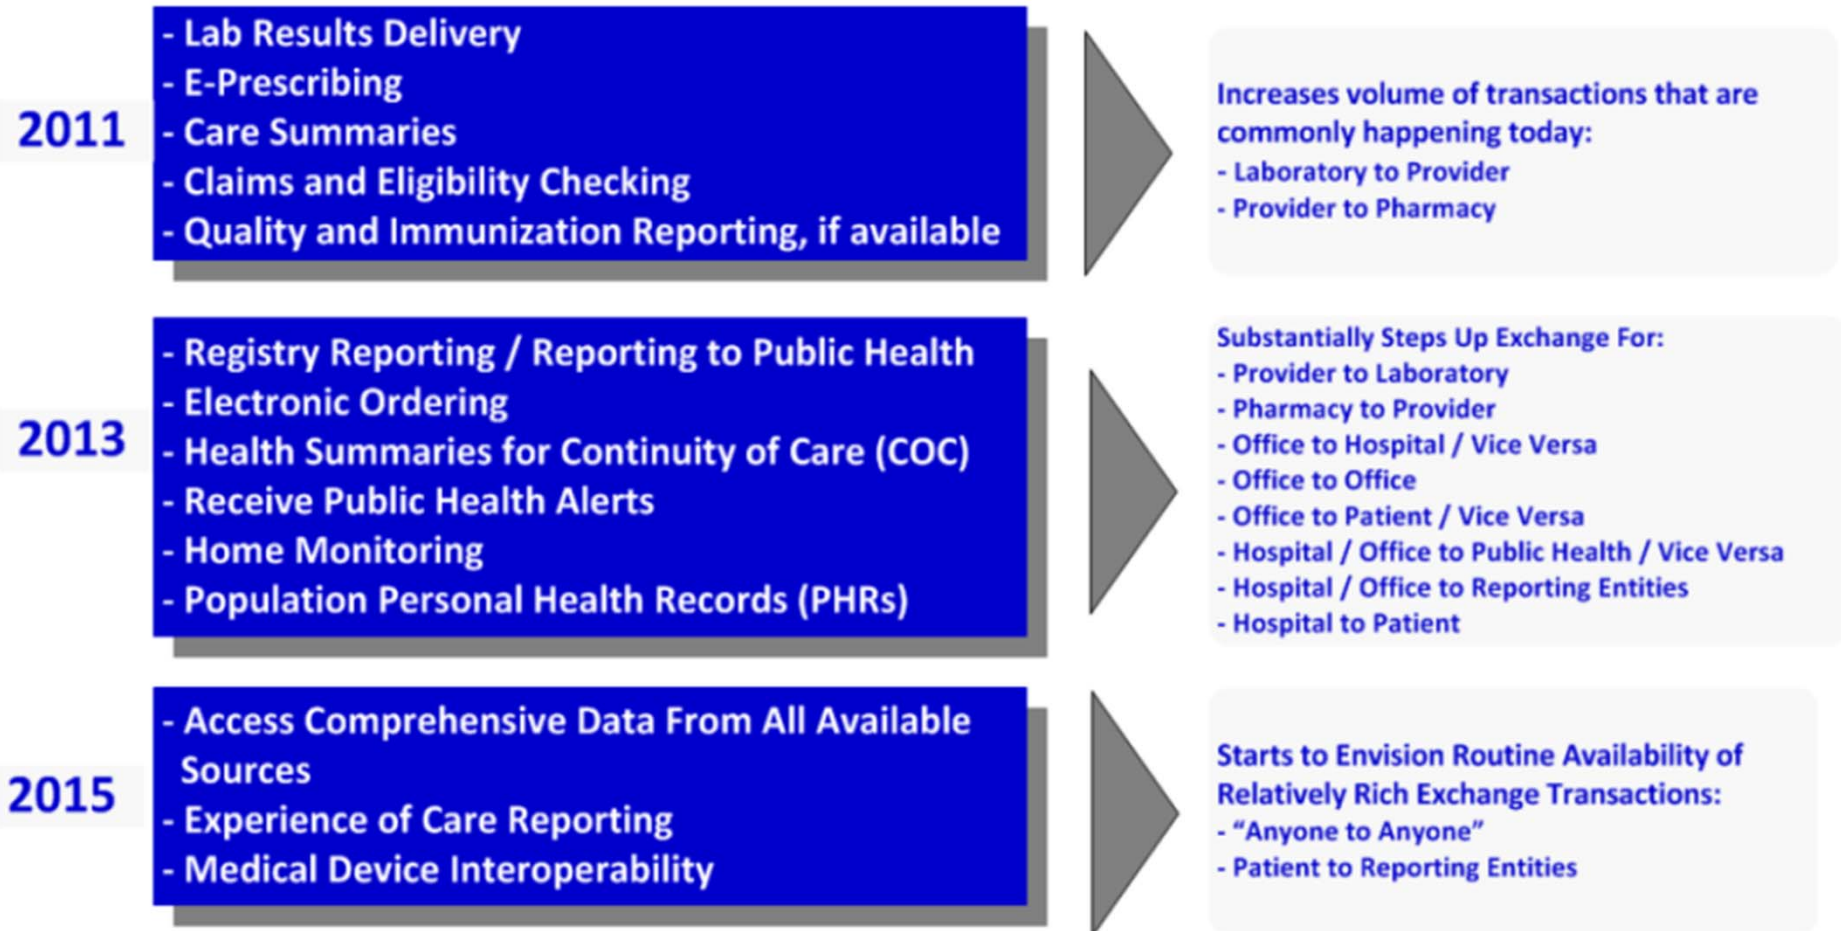 2011
- Lab Results Delivery
- E-Prescribing
- Care Summaries
- Claims and Eligibility Checking
- Quality and Immunization Reporting, if available
Increases volume of transactions that are
commonly happening today:
- Laboratory to Provider
- Provider to Pharmacy
2013
- Registry Reporting / Reporting to Public Health
- Electronic Ordering
- Health Summaries for Continuity of Care (COC)
- Receive Public Health Alerts
- Home Monitoring
- Population Personal Health Records (PHRs)
Substantially Steps Up Exchange For:
- Provider to Laboratory
- Pharmacy to Provider
- Office to Hospital / Vice Versa
- Office to Office
- Office to Patient / Vice Versa
- Hospital / Office to Public Health / Vice Versa
- Hospital / Office to Reporting Entities
- Hospital to Patient
2015
- Access Comprehensive Data From All Available
Sources
- Experience of Care Reporting
- Medical Device Interoperability
Starts to Envision Routine Availability of
Relatively Rich Exchange Transactions:
- “Anyone to Anyone”
- Patient to Reporting Entities